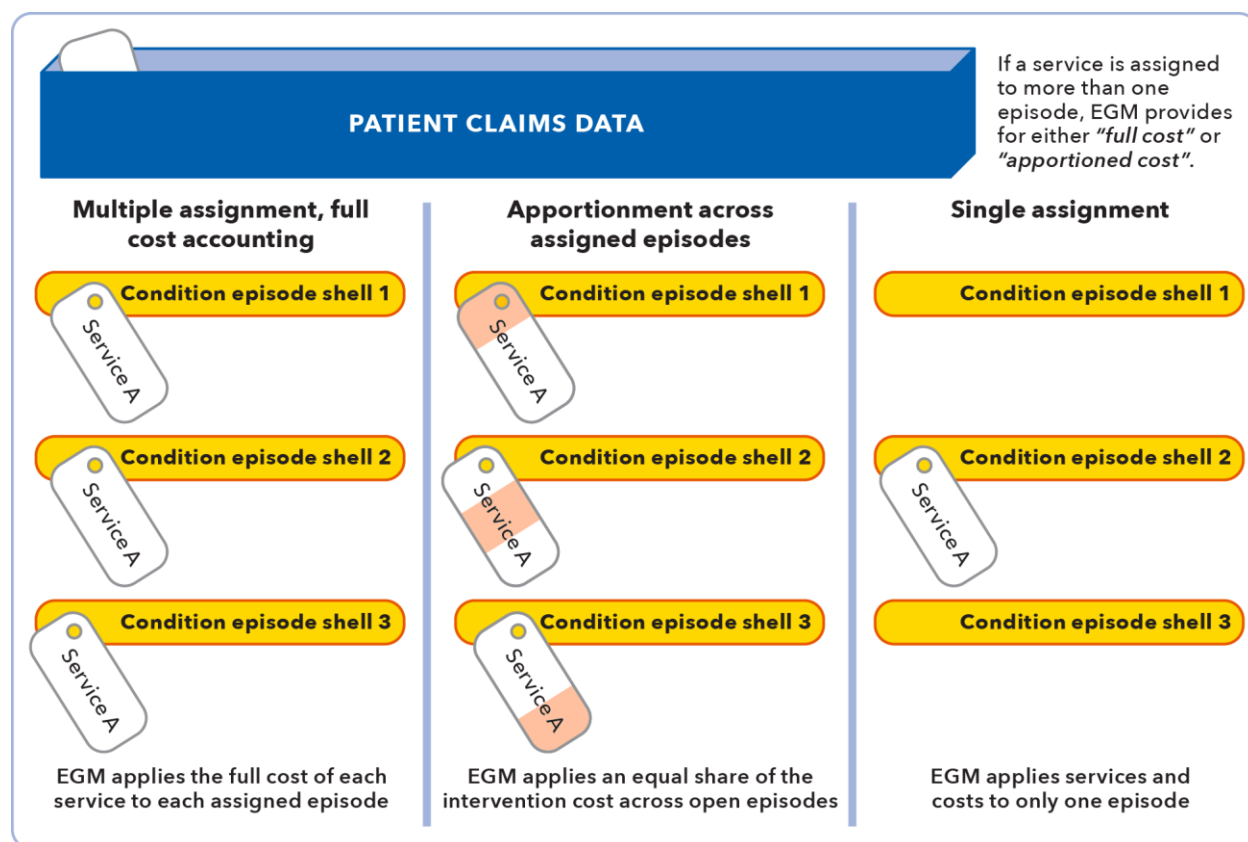 PATIENT CLAIMS DATA
If a service is assigned
to more than one
episode, EGM provides
for either “full cost” or
“apportioned cost”.
Multiple assignment, full
cost accounting
Condition episode shell 1
Service A
Condition episode shell 2
Service A
Condition episode shell 3
Service A
EGM applies the full cost of each
service to each assigned episode
Apportionment across
assigned episodes
Condition episode shell 1
Service A
Condition episode shell 2
Service A
Condition episode shell 3
Service A
EGM applies an equal share of the
intervention cost across open episodes
Single assignment
Condition episode shell 1
Condition episode shell 2
Service A
Condition episode shell 3
EGM applies services and
costs to only one episode